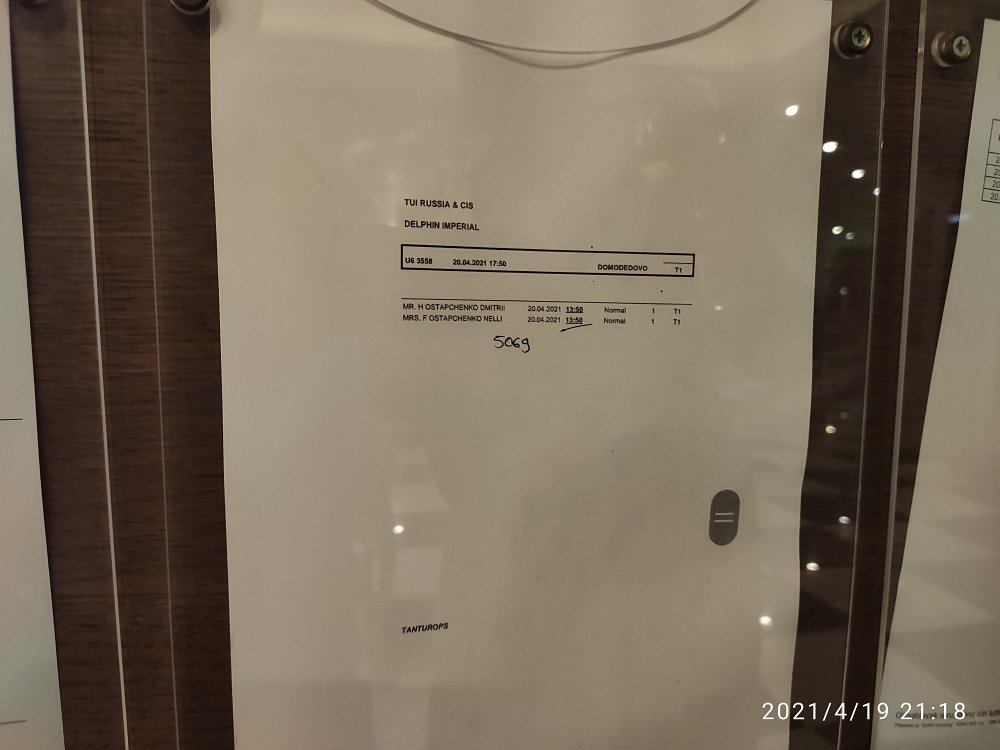 TUI RUSSIA & CIS
DELPHIN IMPERIAL
U6 3558 20.04.2021 17:50 DOMODEDOVO T1
MR. H OSTAPCHENKO DMITRII 20.04.2021 13:50 Normal 1 T1
MRS. F OSTAPCHENKO NELLI 20.04.2021 13:50 Normal 1 T1
5069
TANTUROPS
2021/4/19 21:18